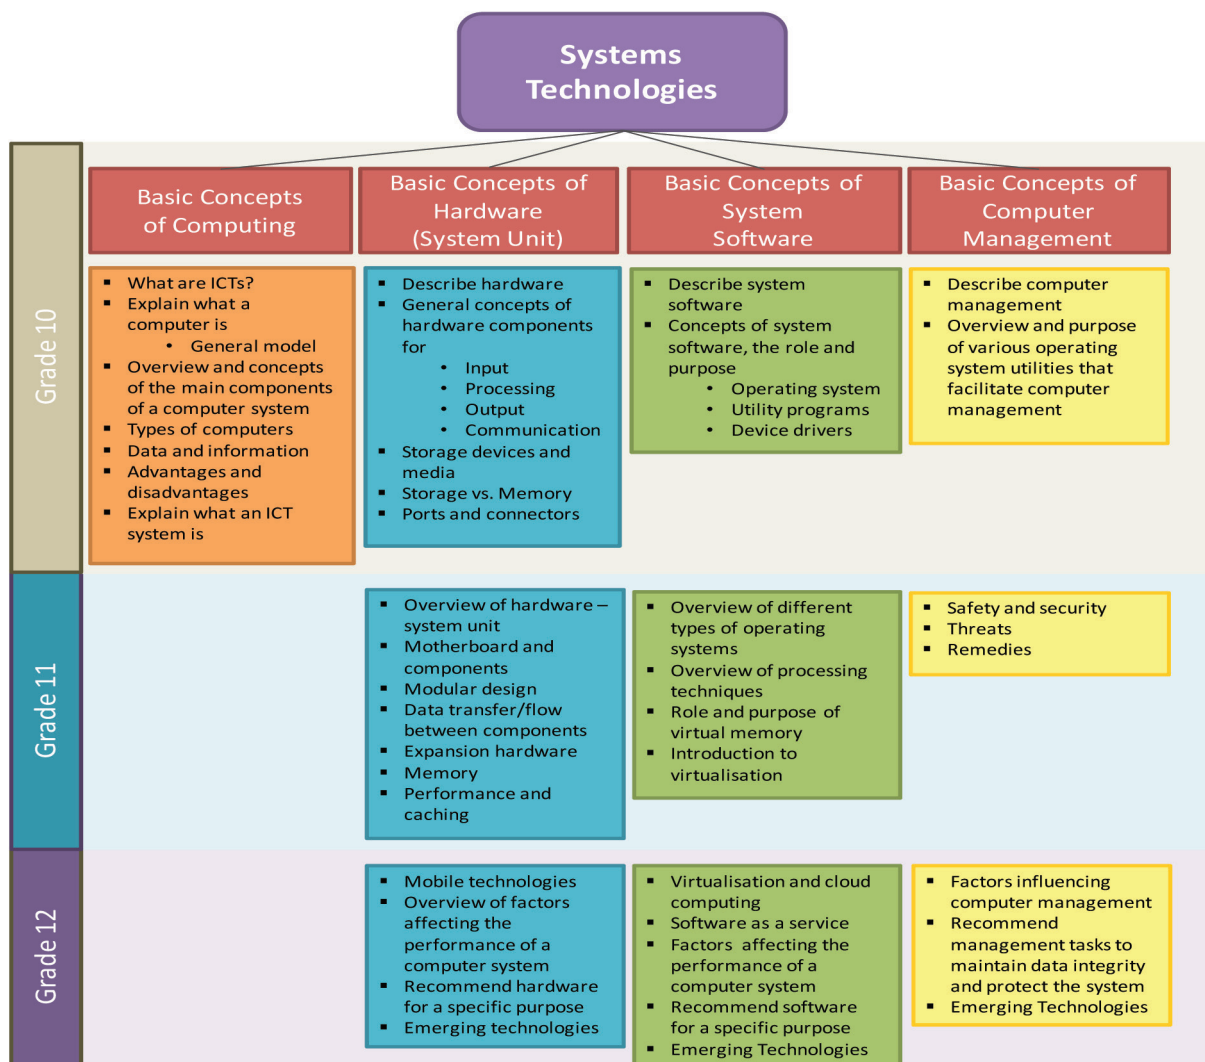 Systems
Technologies
Basic Concepts
of Computing
Basic Concepts of
Hardware
(System Unit)
Basic Concepts of
System
Software
Basic Concepts of
Computer
Management
Grade 10
▪ What are ICTs?
▪ Explain what a
computer is
• General model
▪ Overview and concepts
of the main components
of a computer system
▪ Types of computers
▪ Data and information
▪ Advantages and
disadvantages
▪ Explain what an ICT
system is
▪ Describe hardware
▪ General concepts of
hardware components
for
• Input
• Processing
• Output
• Communication
▪ Storage devices and
media
▪ Storage vs. Memory
▪ Ports and connectors
▪ Describe system
software
▪ Concepts of system
software, the role and
purpose
• Operating system
• Utility programs
• Device drivers
▪ Describe computer
management
▪ Overview and purpose
of various operating
system utilities that
facilitate computer
management
Grade 11
▪ Overview of hardware –
system unit
▪ Motherboard and
components
▪ Modular design
▪ Data transfer/flow
between components
▪ Expansion hardware
▪ Memory
▪ Performance and
caching
▪ Overview of different
types of operating
systems
▪ Overview of processing
techniques
▪ Role and purpose of
virtual memory
▪ Introduction to
virtualisation
▪ Safety and security
▪ Threats
▪ Remedies
Grade 12
▪ Mobile technologies
▪ Overview of factors
affecting the
performance of a
computer system
▪ Recommend hardware
for a specific purpose
▪ Emerging technologies
▪ Virtualisation and cloud
computing
▪ Software as a service
▪ Factors affecting the
performance of a
computer system
▪ Recommend software
for a specific purpose
▪ Emerging Technologies
▪ Factors influencing
computer management
▪ Recommend
management tasks to
maintain data integrity
and protect the system
▪ Emerging Technologies